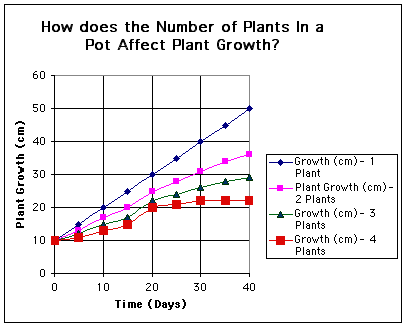 How does the Number of Plants In a
Pot Affect Plant Growth?
Plant Growth (cm)
60
50
40
30
20
10
0
0 10 20 30 40
Time (Days)
Growth (cm) - 1
Plant
Plant Growth (cm) -
2 Plants
Growth (cm) - 3
Plants
Growth (cm) - 4
Plants